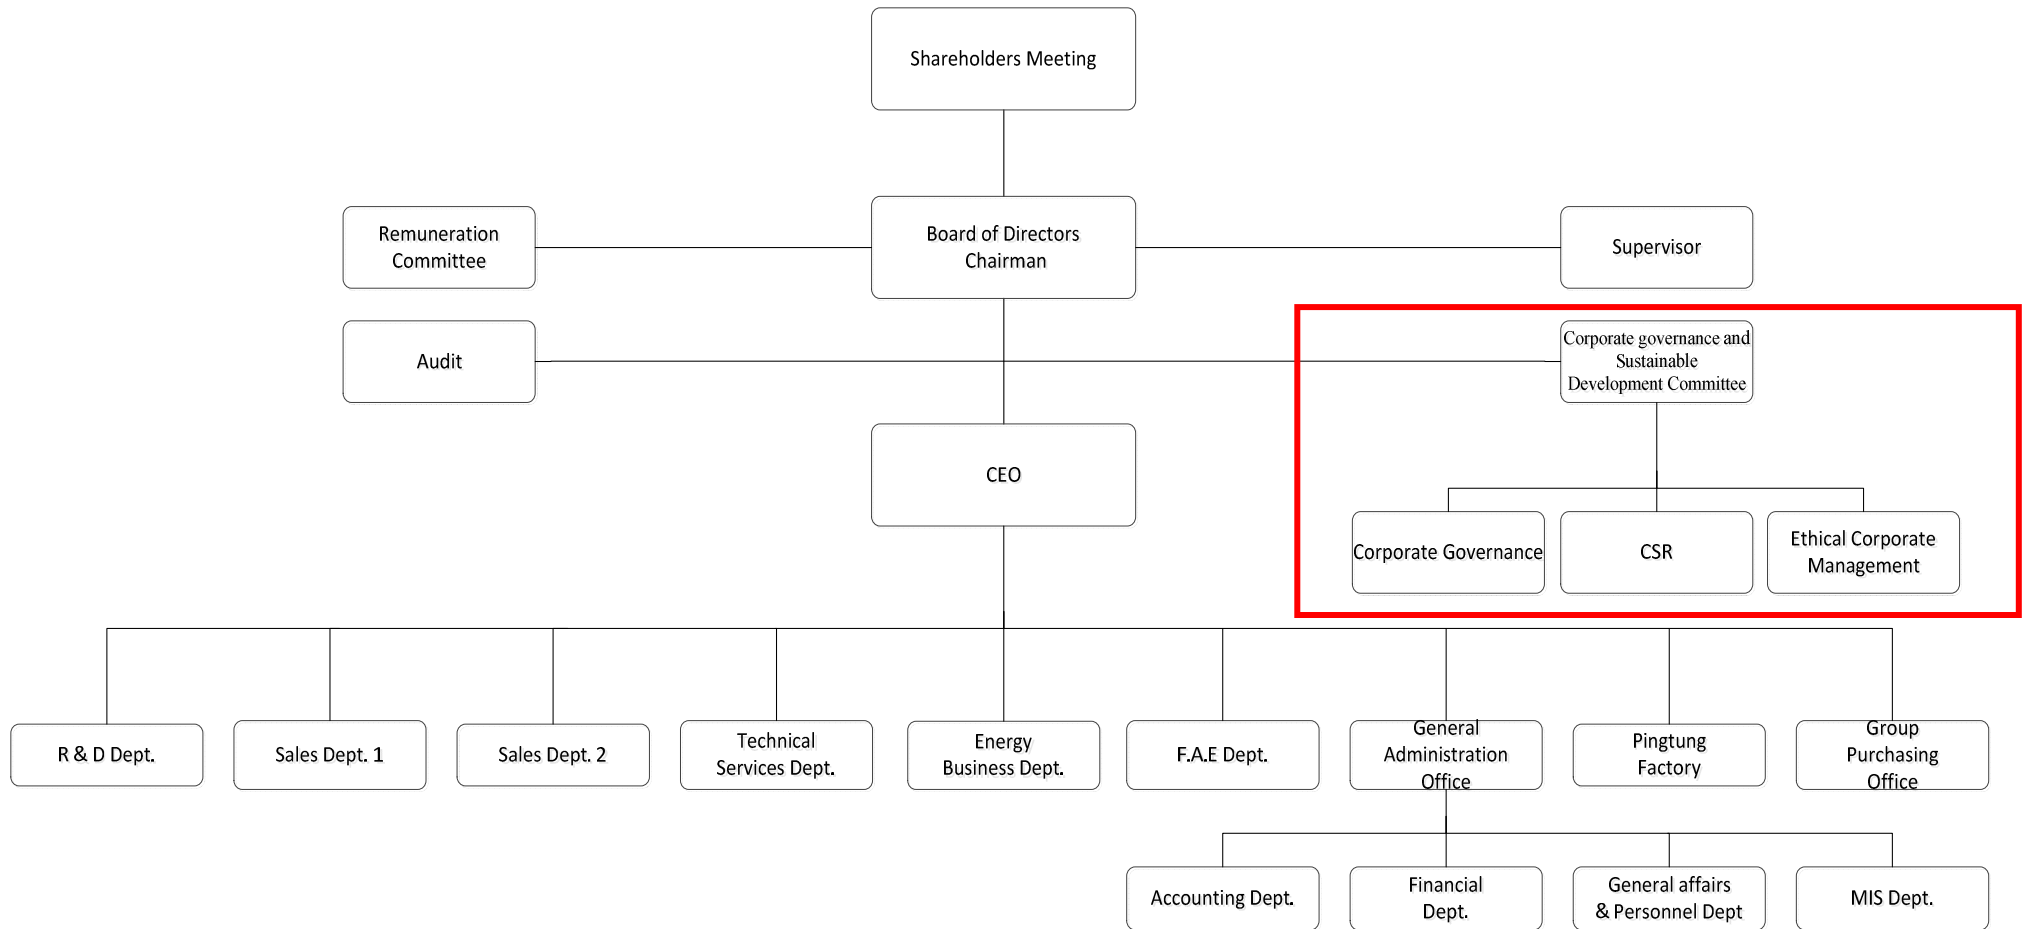 Shareholders Meeting
Remuneration
Committee
Board of Directors
Chairman
Supervisor
Audit
Corporate governance and
Sustainable
Development Committee
CEO
Corporate Governance
CSR
Ethical Corporate
Management
R & D Dept.
Sales Dept. 1
Sales Dept. 2
Technical
Services Dept.
Energy
Business Dept.
F.A.E Dept.
General
Administration
Office
Pingtung
Factory
Group
Purchasing
Office
Accounting Dept.
Financial
Dept.
General affairs
& Personnel Dept
MIS Dept.